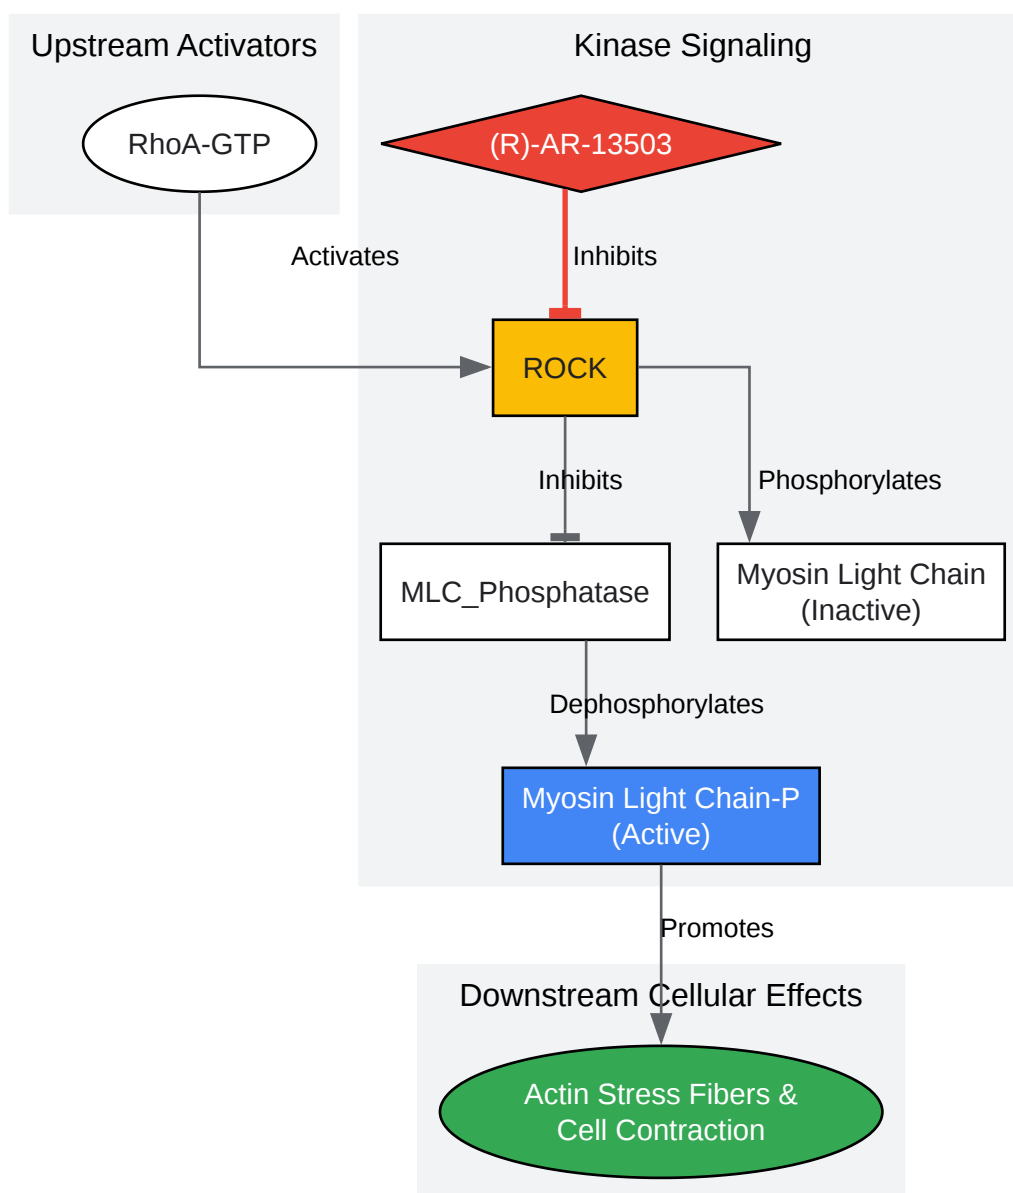 Upstream Activators
Kinase Signaling
RhoA-GTP
(R)-AR-13503
Activates
Inhibits
ROCK
Inhibits
Phosphorylates
MLC_Phosphatase
Myosin Light Chain
(Inactive)
Dephosphorylates
Myosin Light Chain-P
(Active)
Promotes
Downstream Cellular Effects
Actin Stress Fibers &
Cell Contraction